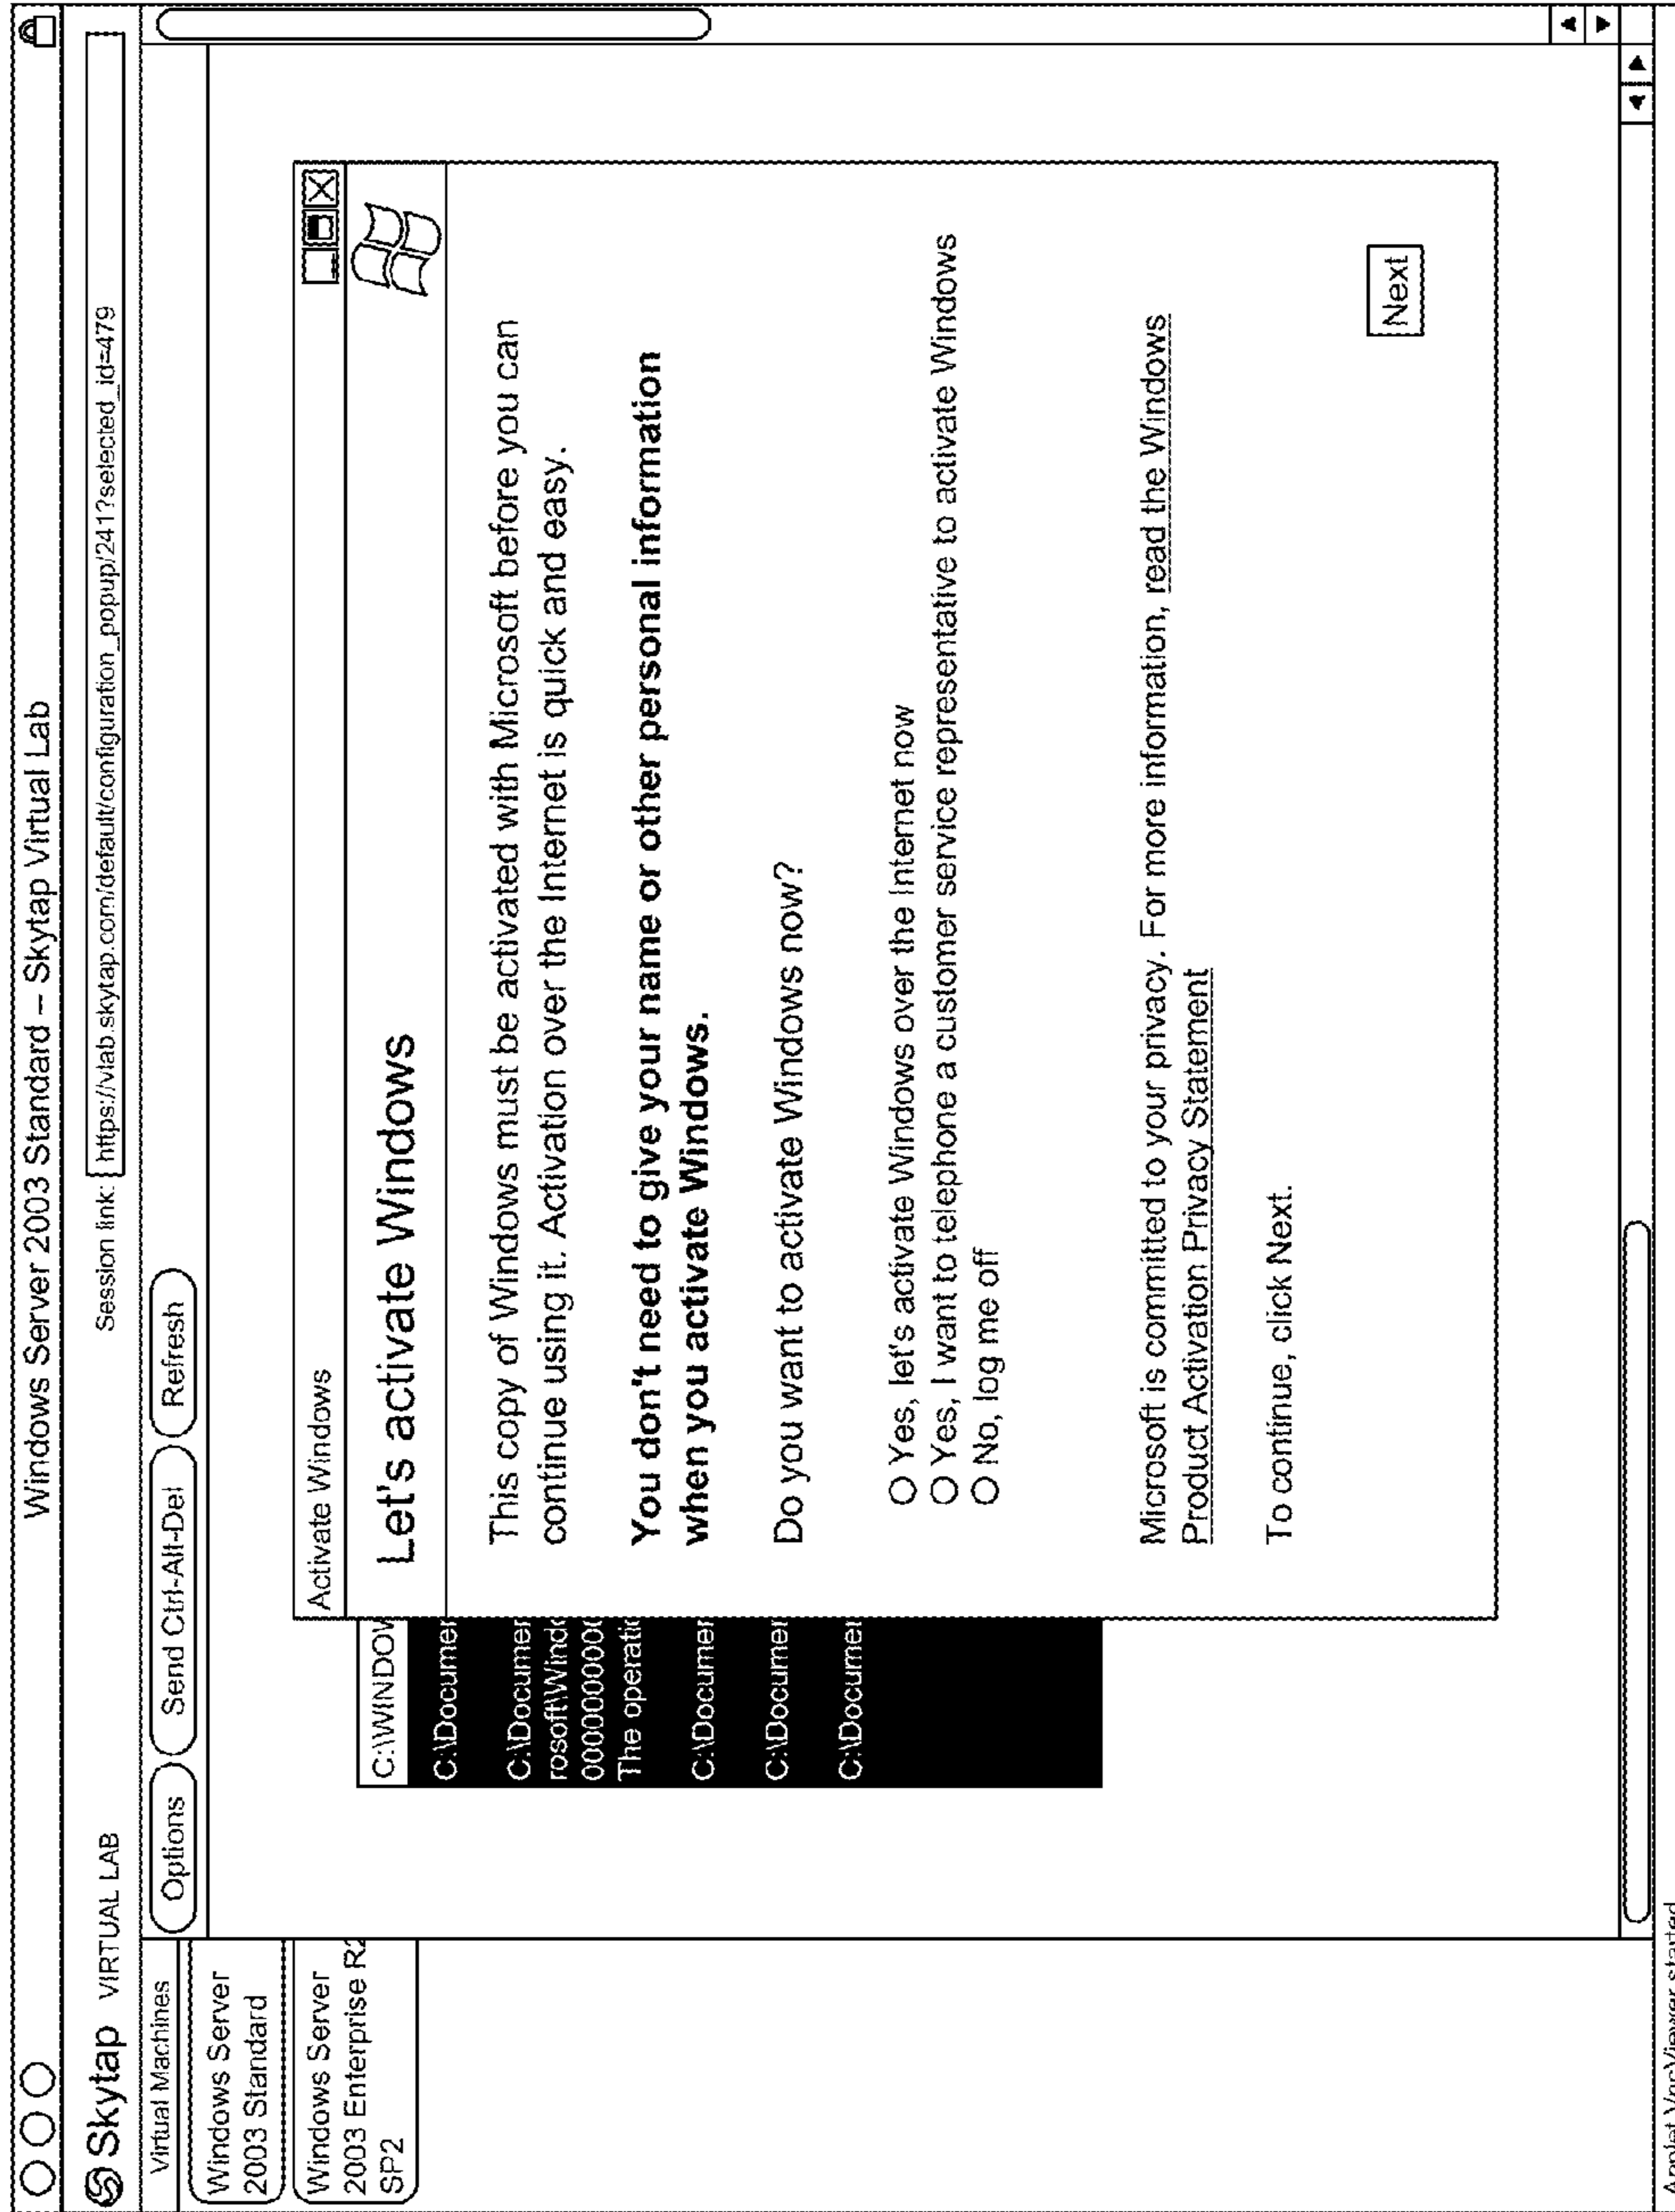 Windows Server 2003 Standard – Skytap Virtual Lab
Skytap VIRTUAL LAB
Session link: https://vlab.skytap.com/default/configuration_popup/241?selected_id=479
Virtual Machines
Options
Send Ctrl-Alt-Del
Refresh
Windows Server
2003 Standard
Windows Server
2003 Enterprise R2
SP2
C:\WINDOW
C:\Documen
C:\Documen
rosoft\Windo
000000000
The operatio
C:\Documen
C:\Documen
C:\Documen
Activate Windows
Let's activate Windows
This copy of Windows must be activated with Microsoft before you can
continue using it. Activation over the Internet is quick and easy.
You don't need to give your name or other personal information
when you activate Windows.
Do you want to activate Windows now?
Yes, let's activate Windows over the Internet now
Yes, I want to telephone a customer service representative to activate Windows
No, log me off
Microsoft is committed to your privacy. For more information, read the Windows
Product Activation Privacy Statement
To continue, click Next.
Next
Applet VncViewer started